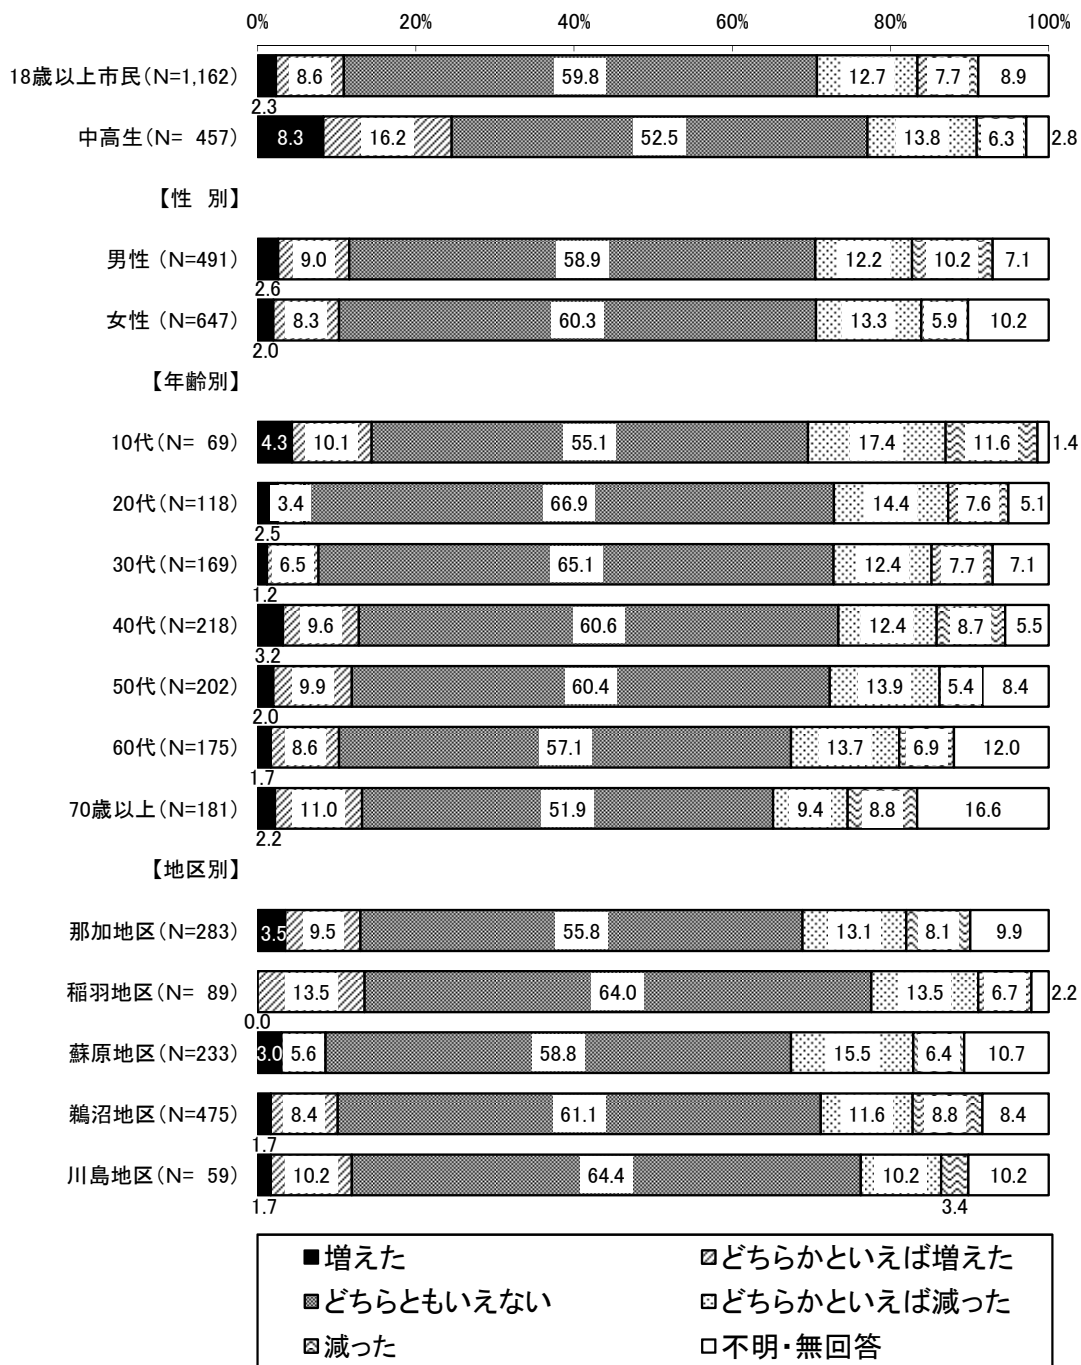 0% 20% 40% 60% 80% 100%
18歳以上市民(N=1,162) 8.6 59.8 12.7 7.7 8.9
2.3
中高生(N= 457) 8.3 16.2 52.5 13.8 6.3 2.8
【性 別】
男性 (N=491) 9.0 58.9 12.2 10.2 7.1
2.6
女性 (N=647) 8.3 60.3 13.3 5.9 10.2
2.0
【年齢別】
10代(N= 69) 4.3 10.1 55.1 17.4 11.6 1.4
20代(N=118) 3.4 66.9 14.4 7.6 5.1
2.5
30代(N=169) 6.5 65.1 12.4 7.7 7.1
1.2
40代(N=218) 9.6 60.6 12.4 8.7 5.5
3.2
50代(N=202) 9.9 60.4 13.9 5.4 8.4
2.0
60代(N=175) 8.6 57.1 13.7 6.9 12.0
1.7
70歳以上(N=181) 11.0 51.9 9.4 8.8 16.6
2.2
【地区別】
那加地区(N=283) 3.5 9.5 55.8 13.1 8.1 9.9
稲羽地区(N= 89) 13.5 64.0 13.5 6.7 2.2
0.0
蘇原地区(N=233) 3.0 5.6 58.8 15.5 6.4 10.7
鵜沼地区(N=475) 8.4 61.1 11.6 8.8 8.4
1.7
川島地区(N= 59) 10.2 64.4 10.2 10.2
1.7 3.4
増えた どちらかといえば増えた
どちらともいえない どちらかといえば減った
減った 不明・無回答